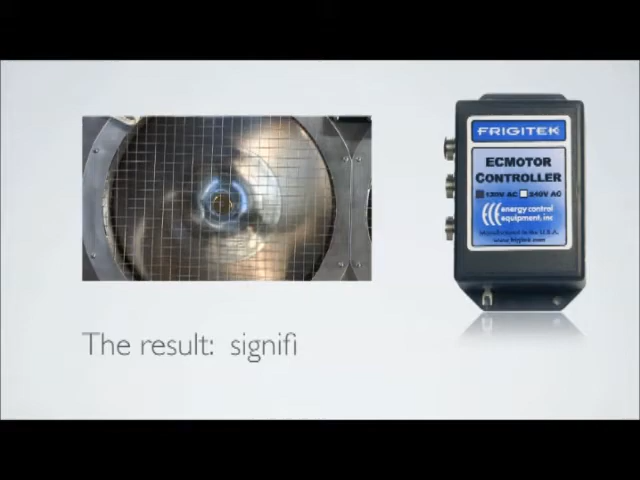 FRIGITEK
ECMOTOR
CONTROLLER
120V AC 240V AC
energy control
equipment, inc
Manufactured in the U.S.A.
www.frigitek.com
The result: signifi